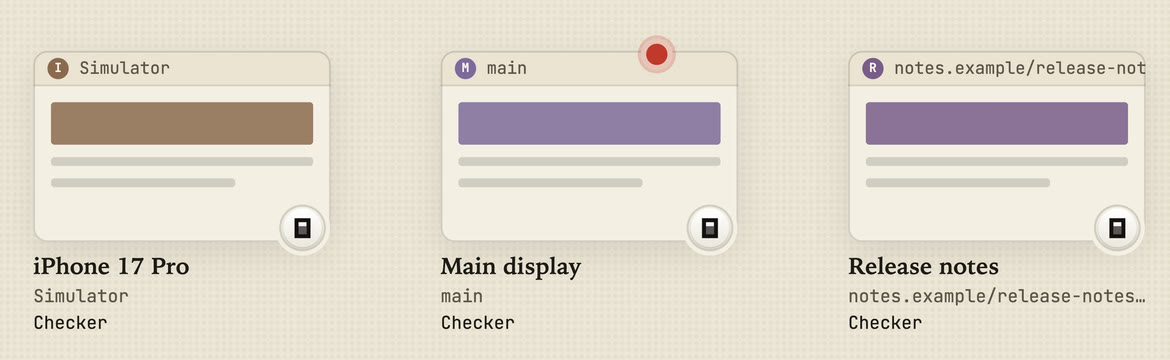 I Simulator
M main
R notes.example/release-not
iPhone 17 Pro
Simulator
Checker
Main display
main
Checker
Release notes
notes.example/release-notes…
Checker